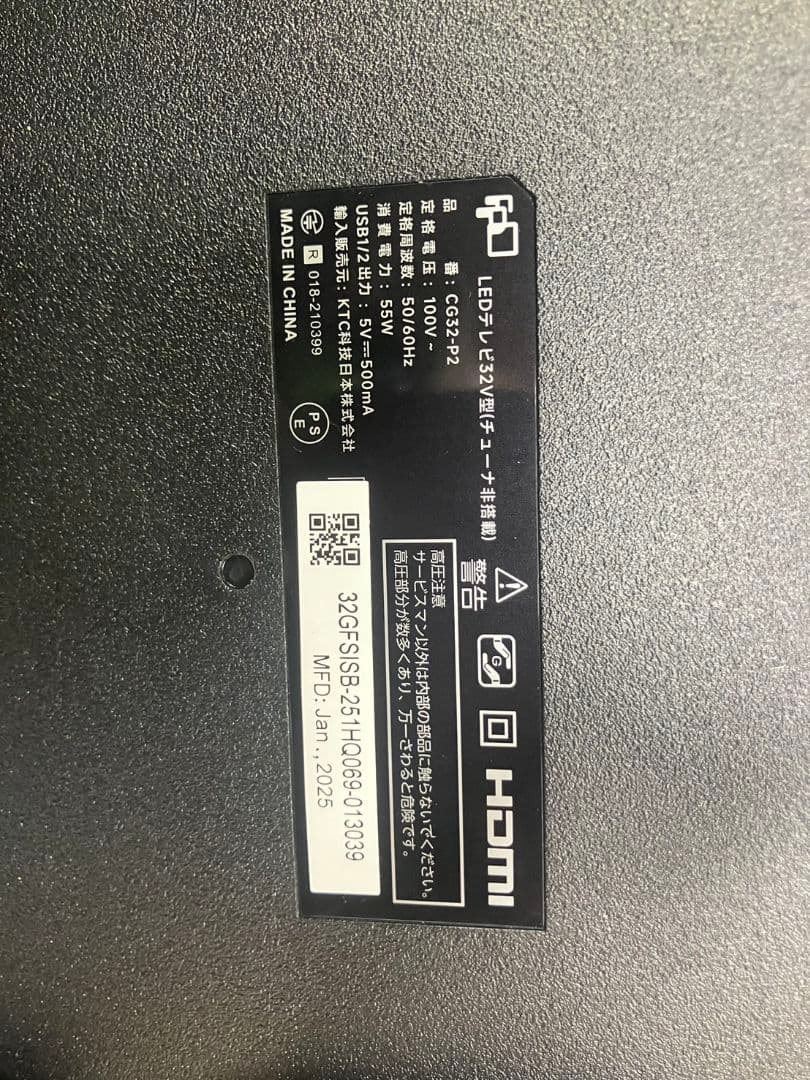 LEDテレビ32V型(チューナ非搭載)
品 番: CG32-P2
定格電圧: 100V~
定格周波数: 50/60Hz
消費電力: 55W
USB1/2出力: 5V⎓500mA
輸入販売元: KTC科技日本株式会社
R 018-210399
MADE IN CHINA
PSE
警告
G
HDMI
高圧注意
サービスマン以外は内部の部品に触らないでください。
高圧部分が数多くあり、万一さわると危険です。
32GFSISB-251HQ069-013039
MFD: Jan., 2025